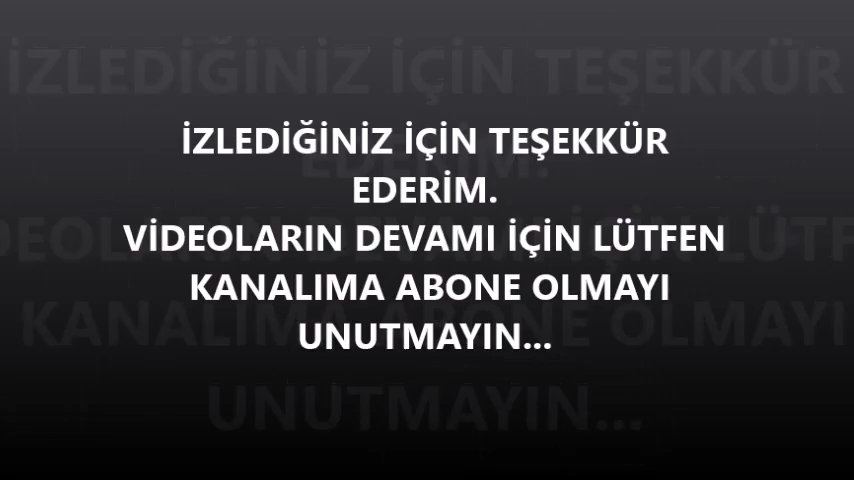 İZLEDİĞİNİZ İÇİN TEŞEKKÜR
EDERİM.
VİDEOLARIN DEVAMI İÇİN LÜTFEN
KANALIMA ABONE OLMAYI
UNUTMAYIN...